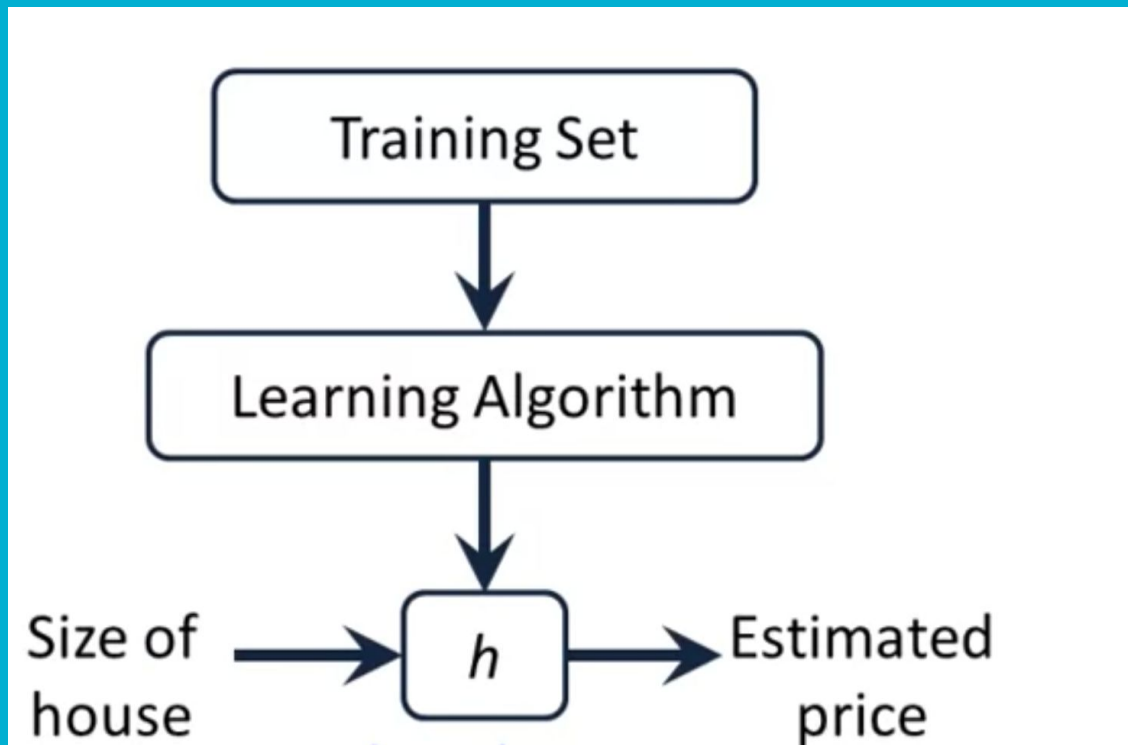 Training Set
Learning Algorithm
Size of
house
h
Estimated
price